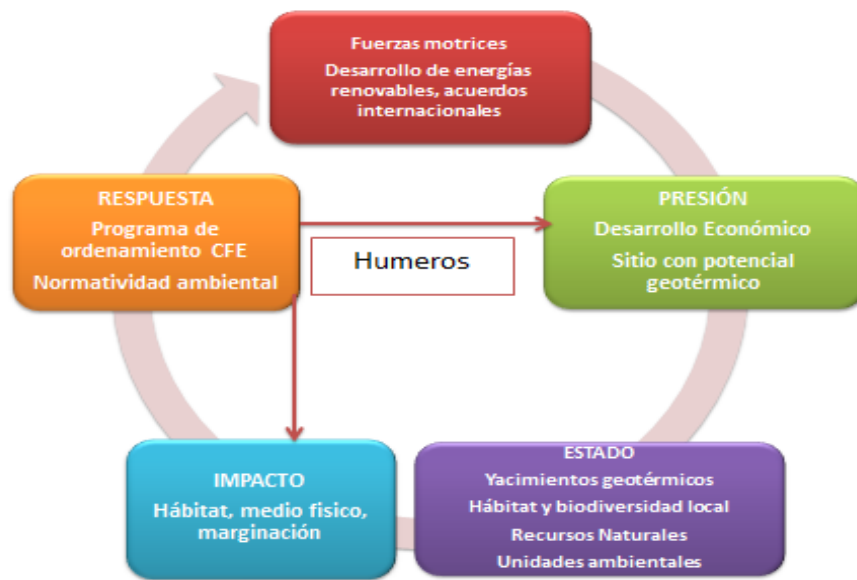 Fuerzas motrices
Desarrollo de energías
renovables, acuerdos
internacionales
RESPUESTA
Programa de
ordenamiento CFE
Normatividad ambiental
Humeros
PRESIÓN
Desarrollo Económico
Sitio con potencial
geotérmico
IMPACTO
Hábitat, medio fisico,
marginación
ESTADO
Yacimientos geotérmicos
Hábitat y biodiversidad local
Recursos Naturales
Unidades ambientales